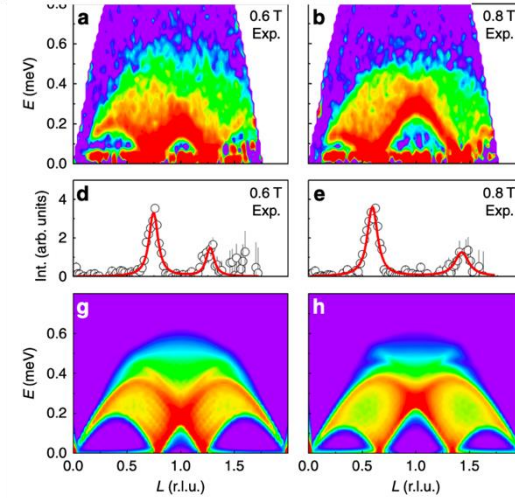 a 0.6 T Exp.
b 0.8 T Exp.
E (meV)
0.6
0.4
0.2
0.0
d 0.6 T Exp.
e 0.8 T Exp.
Int. (arb. units)
4
2
0
g
h
E (meV)
0.6
0.4
0.2
0.0 0.5 1.0 1.5 0.0 0.5 1.0 1.5
L (r.l.u.) L (r.l.u.)